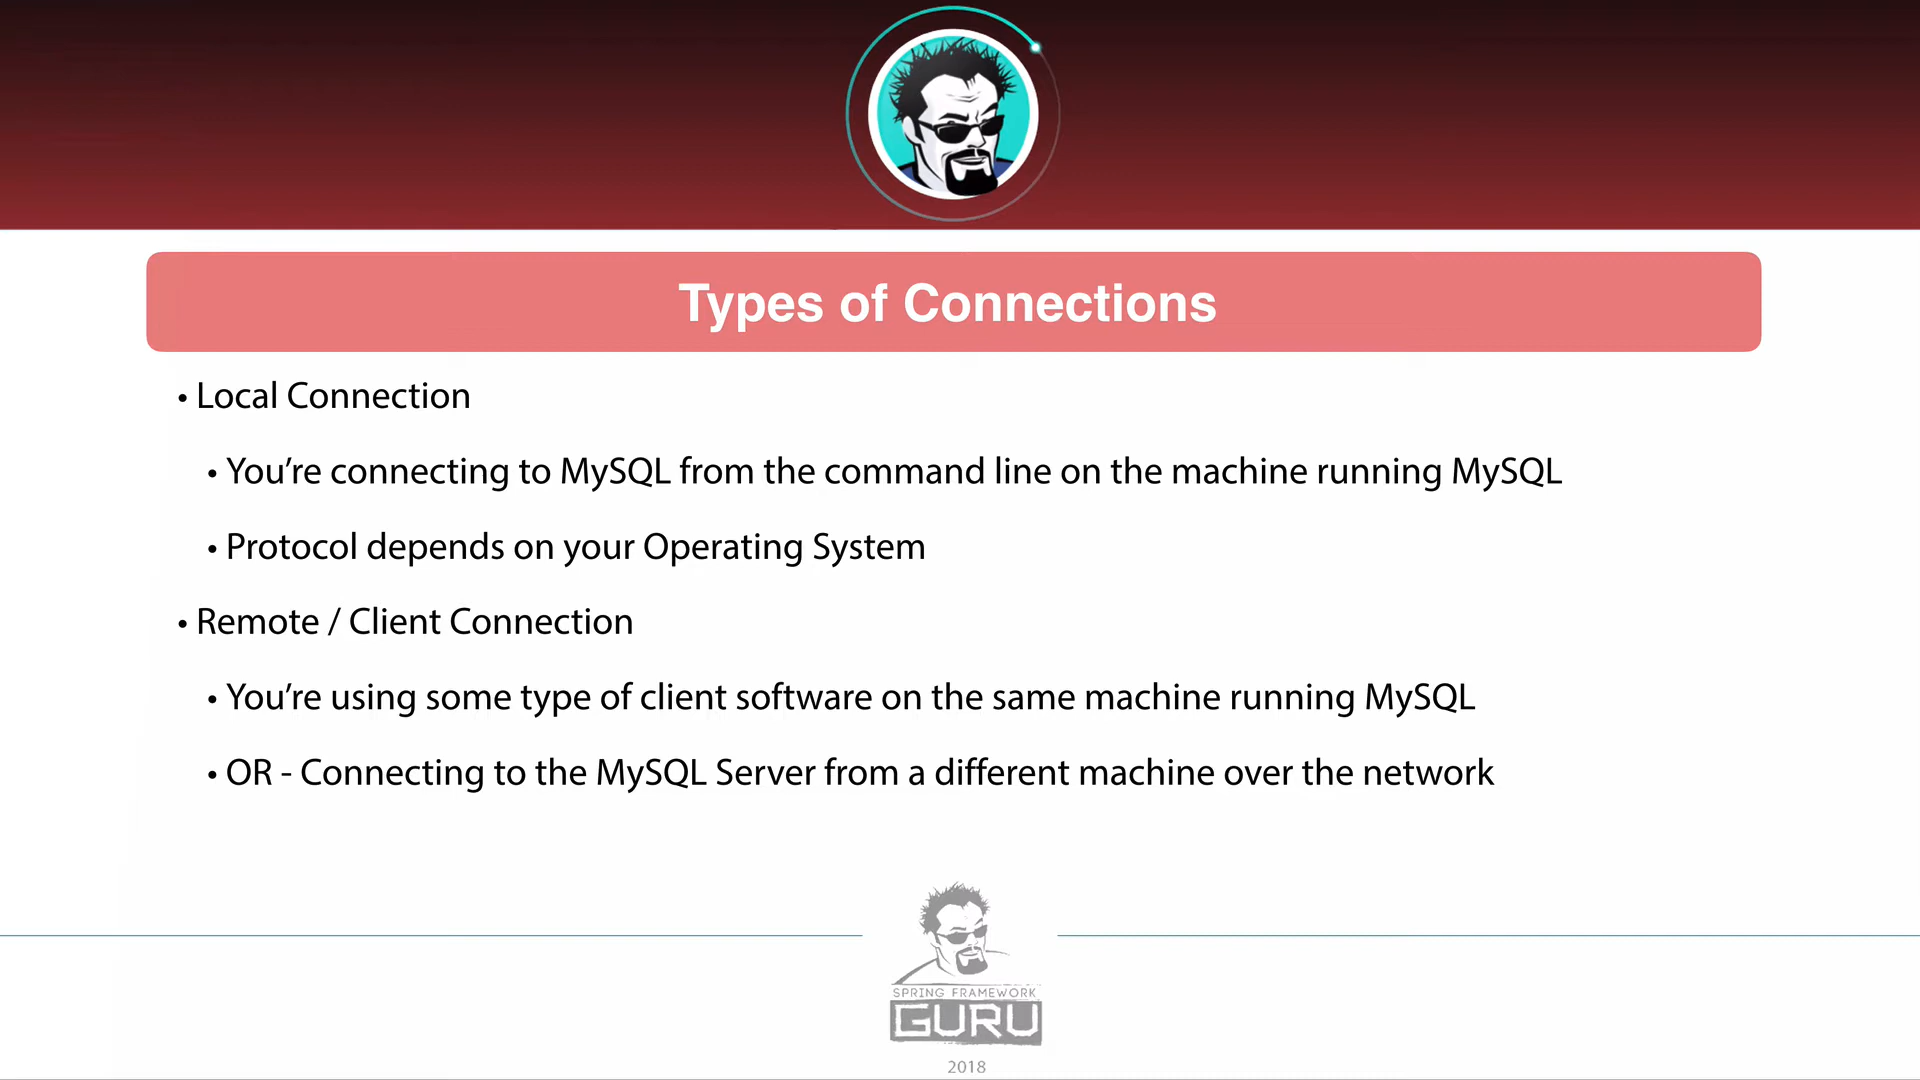 Types of Connections
• Local Connection
• You’re connecting to MySQL from the command line on the machine running MySQL
• Protocol depends on your Operating System
• Remote / Client Connection
• You’re using some type of client software on the same machine running MySQL
• OR - Connecting to the MySQL Server from a different machine over the network
SPRING FRAMEWORK
GURU
2018